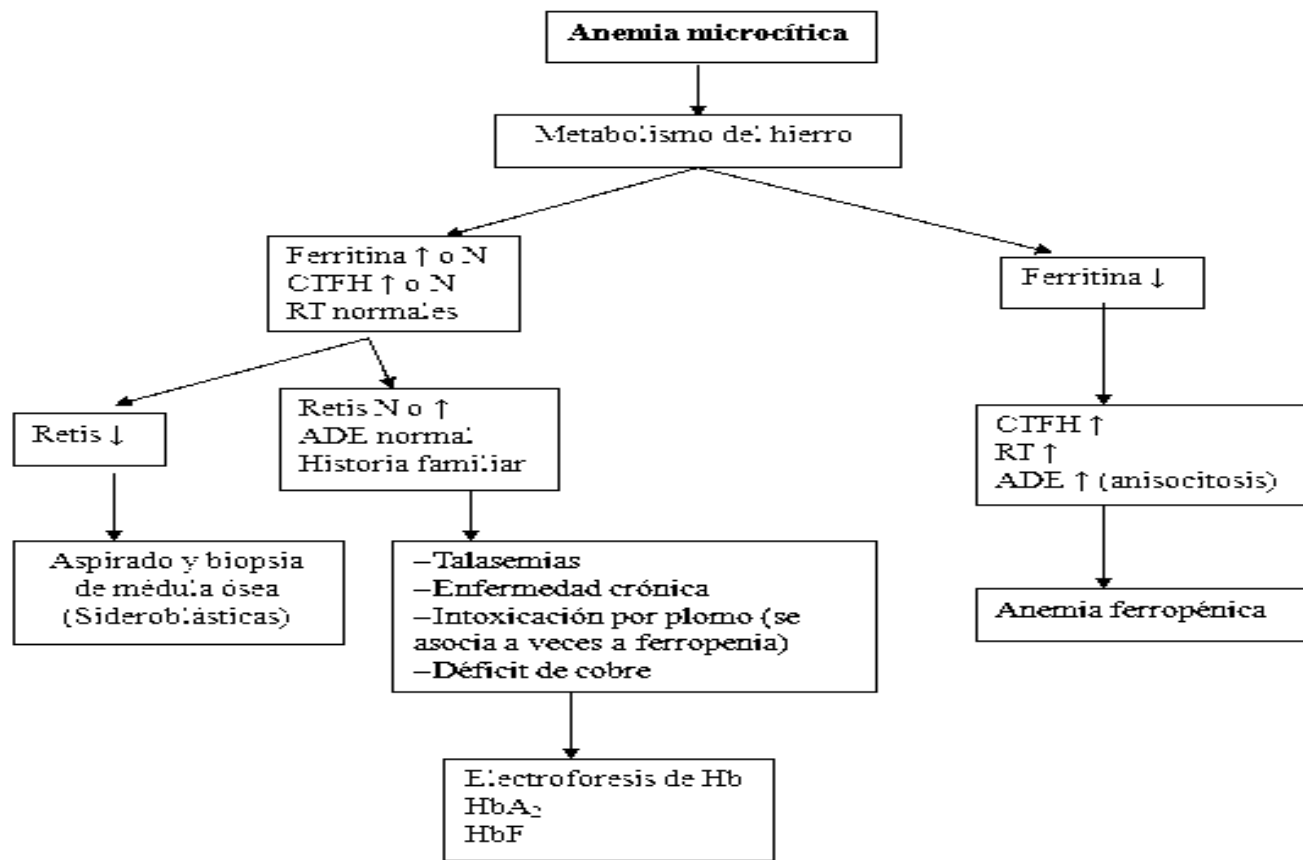 Anemia microcítica
Metabolismo del hierro
Ferritina ↑ o N
CTFH ↑ o N
RT normales
Ferritina ↓
Retis ↓
Retis N o ↑
ADE normal
Historia familiar
CTFH ↑
RT ↑
ADE ↑ (anisocitosis)
Aspirado y biopsia
de médula ósea
(Sideroblásticas)
–Talasemias
–Enfermedad crónica
–Intoxicación por plomo (se
asocia a veces a ferropenia)
–Déficit de cobre
Anemia ferropénica
Electroforesis de Hb
HbA₂
HbF